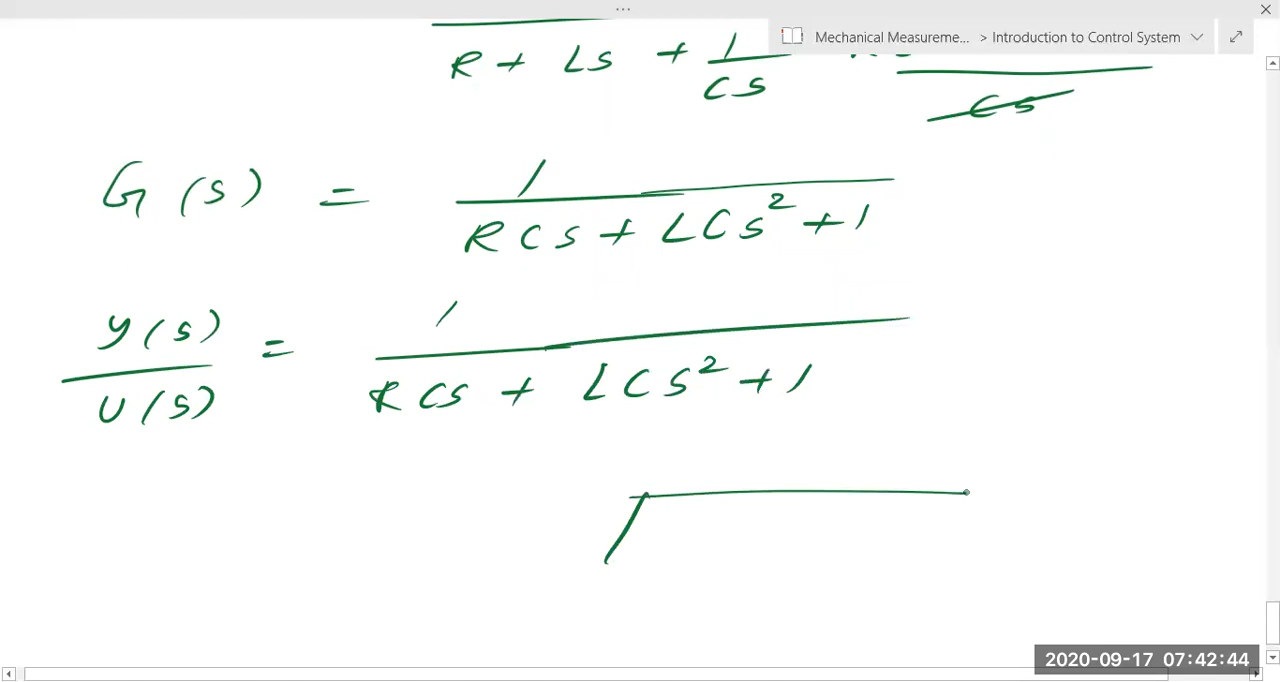 Mechanical Measureme... > Introduction to Control System
R + LS + 1/CS
CS
G(S) = 1/(RCS + LCS² + 1)
Y(S)/U(S) = 1/(RCS + LCS² + 1)
2020-09-17 07:42:44